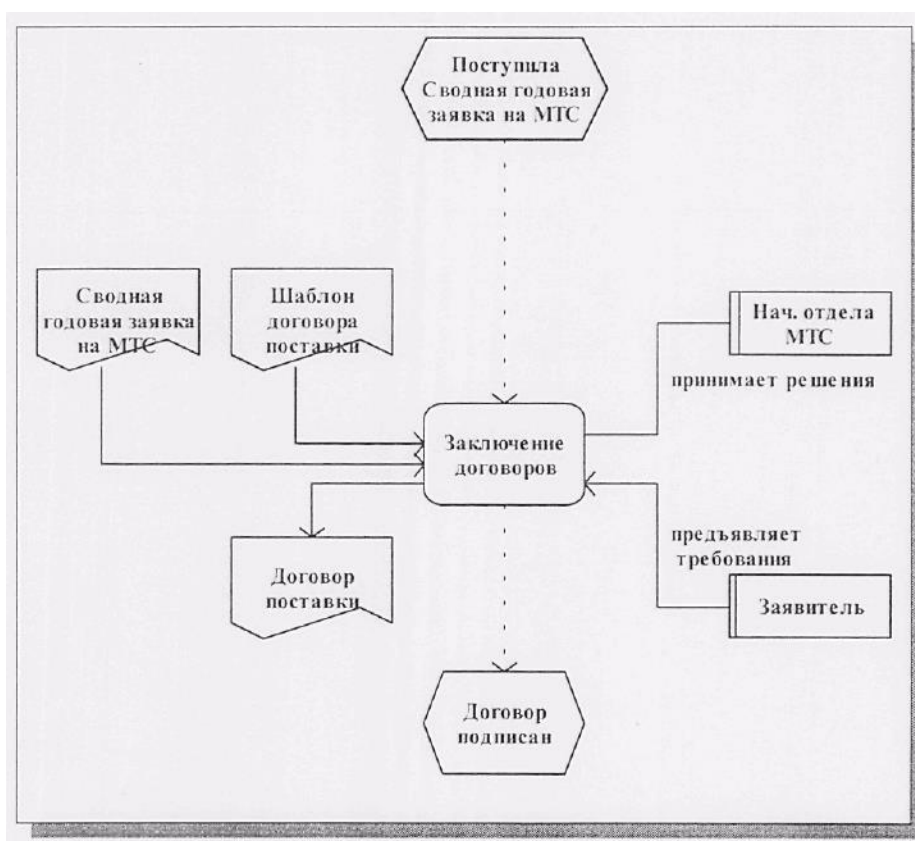 Поступила
Сводная годовая
заявка на МТС
Сводная
годовая заявка
на МТС
Шаблон
договора
поставки
Нач. отдела
МТС
принимает решения
Заключение
договоров
предъявляет
требования
Договор
поставки
Заявитель
Договор
подписан